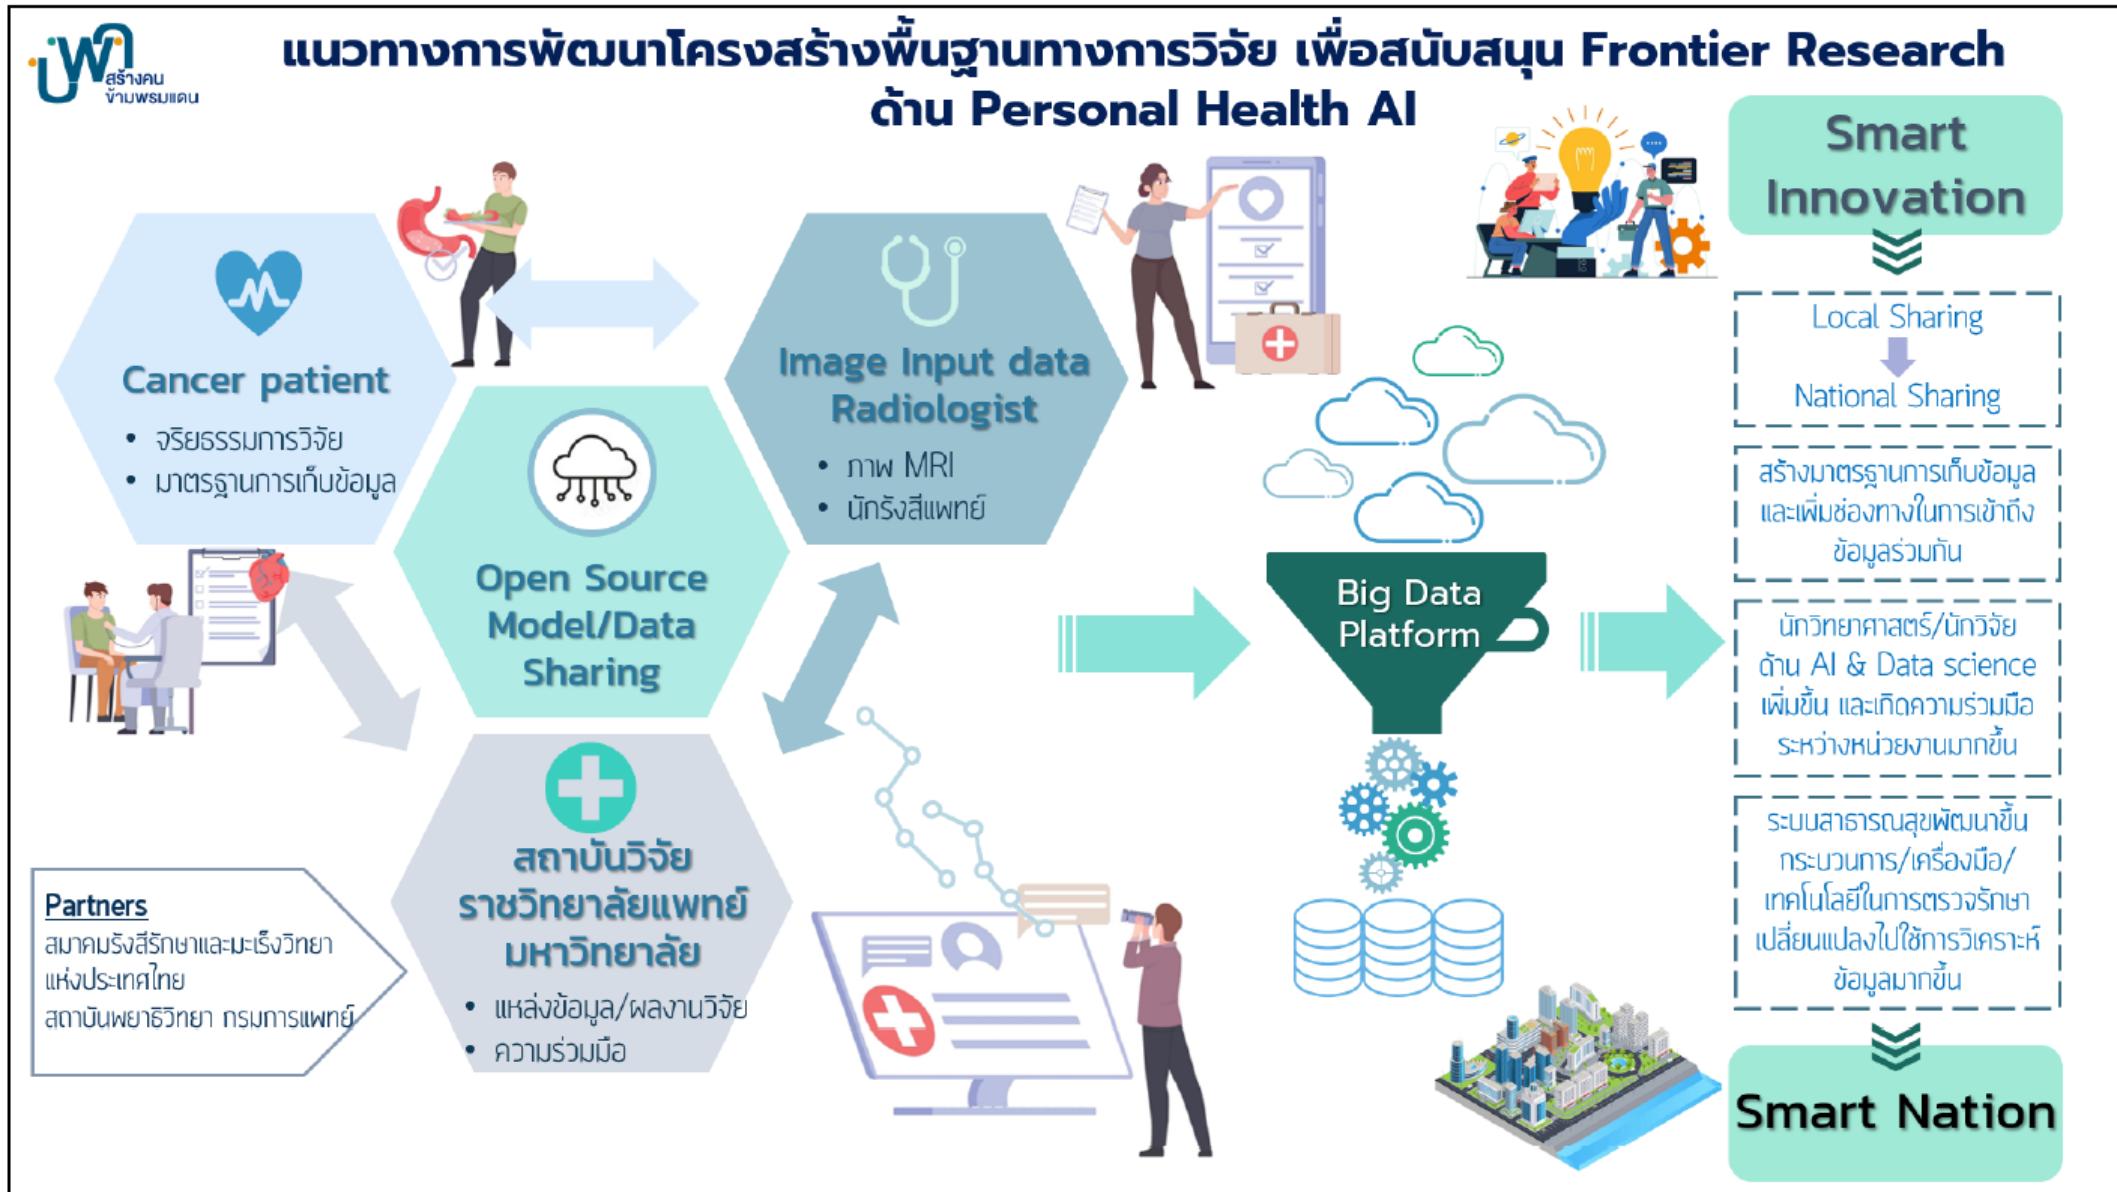 บพค
สร้างคน
ข้ามพรมแดน
แนวทางการพัฒนาโครงสร้างพื้นฐานทางการวิจัย เพื่อสนับสนุน Frontier Research
ด้าน Personal Health AI
Cancer patient
• จริยธรรมการวิจัย
• มาตรฐานการเก็บข้อมูล
Image Input data
Radiologist
• ภาพ MRI
• นักรังสีแพทย์
Open Source
Model/Data
Sharing
สถาบันวิจัย
ราชวิทยาลัยแพทย์
มหาวิทยาลัย
• แหล่งข้อมูล/ผลงานวิจัย
• ความร่วมมือ
Partners
สมาคมรังสีรักษาและมะเร็งวิทยา
แห่งประเทศไทย
สถาบันพยาธิวิทยา กรมการแพทย์
Big Data
Platform
Smart
Innovation
Local Sharing
National Sharing
สร้างมาตรฐานการเก็บข้อมูล
และเพิ่มช่องทางในการเข้าถึง
ข้อมูลร่วมกัน
นักวิทยาศาสตร์/นักวิจัย
ด้าน AI & Data science
เพิ่มขึ้น และเกิดความร่วมมือ
ระหว่างหน่วยงานมากขึ้น
ระบบสาธารณสุขพัฒนาขึ้น
กระบวนการ/เครื่องมือ/
เทคโนโลยีในการตรวจรักษา
เปลี่ยนแปลงไปใช้การวิเคราะห์
ข้อมูลมากขึ้น
Smart Nation